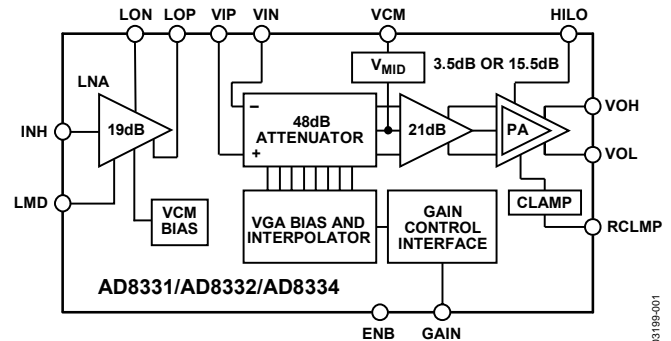 LON LOP VIP VIN VCM HILO
LNA
VMID
3.5dB OR 15.5dB
INH
19dB
−
+
48dB
ATTENUATOR
21dB
PA
VOH
VOL
LMD
VCM
BIAS
VGA BIAS AND
INTERPOLATOR
GAIN
CONTROL
INTERFACE
CLAMP
RCLMP
AD8331/AD8332/AD8334
ENB GAIN
03199-001